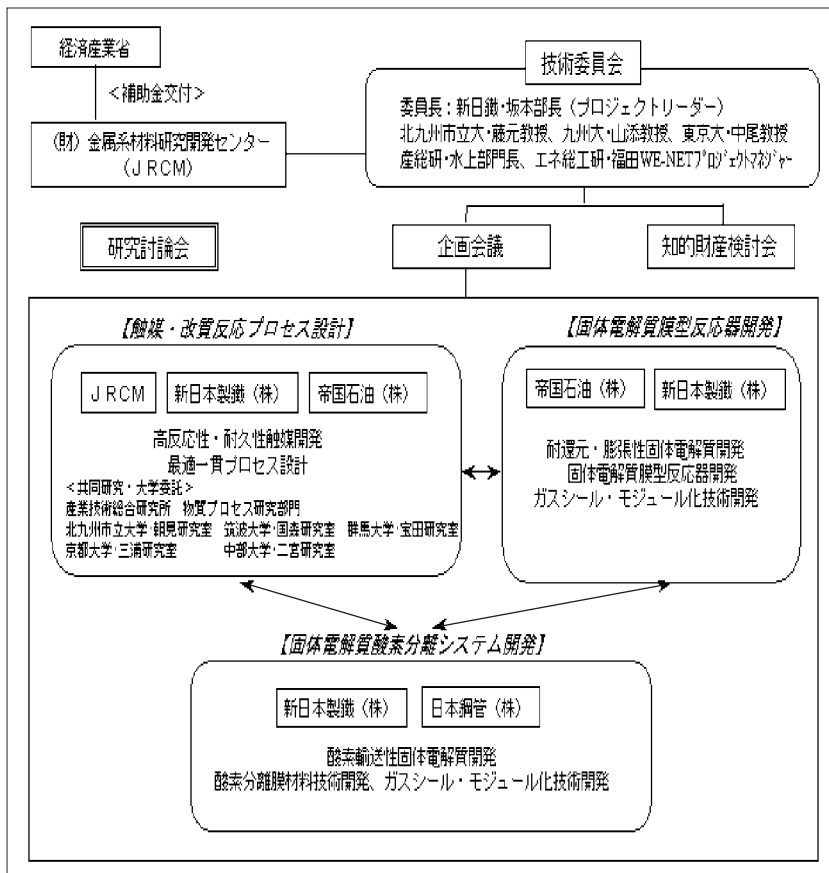 経済産業省
＜補助金交付＞
（財）金属系材料研究開発センター
（ＪＲＣＭ）
技術委員会
委員長：新日鐵・坂本部長（プロジェクトリーダー）
北九州市立大・藤元教授、九州大・山添教授、東京大・中尾教授
産総研・水上部門長、エネ総工研・福田WE-NETプロジェクトマネジャー
研究討論会
企画会議
知的財産検討会
【触媒・改質反応プロセス設計】
ＪＲＣＭ
新日本製鐵（株）
帝国石油（株）
高反応性・耐久性触媒開発
最適一貫プロセス設計
＜共同研究・大学委託＞
産業技術総合研究所　物質プロセス研究部門
北九州市立大学・朝見研究室　筑波大学・国森研究室　群馬大学・宝田研究室
京都大学・三浦研究室　中部大学・二宮研究室
【固体電解質膜型反応器開発】
帝国石油（株）
新日本製鐵（株）
耐還元・膨張性固体電解質開発
固体電解質膜型反応器開発
ガスシール・モジュール化技術開発
【固体電解質酸素分離システム開発】
新日本製鐵（株）
日本鋼管（株）
酸素輸送性固体電解質開発
酸素分離膜材料技術開発、ガスシール・モジュール化技術開発